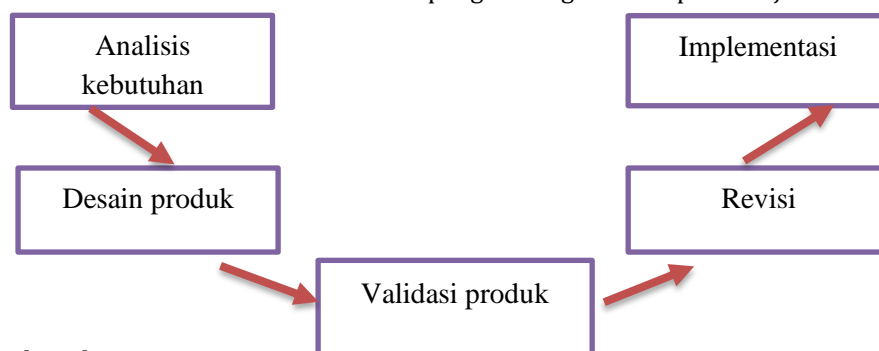 Analisis
kebutuhan
Desain produk
Validasi produk
Revisi
Implementasi